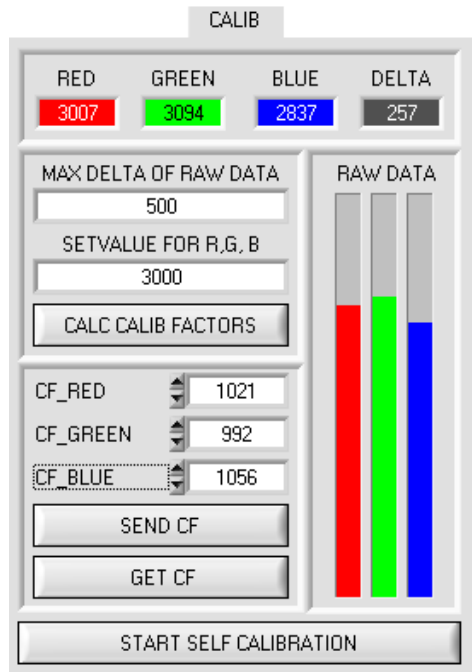 CALIB
RED GREEN BLUE DELTA
3007 3094 2837 257
MAX DELTA OF RAW DATA
500
SETVALUE FOR R,G, B
3000
CALC CALIB FACTORS
RAW DATA
CF_RED 1021
CF_GREEN 992
CF_BLUE 1056
SEND CF
GET CF
START SELF CALIBRATION